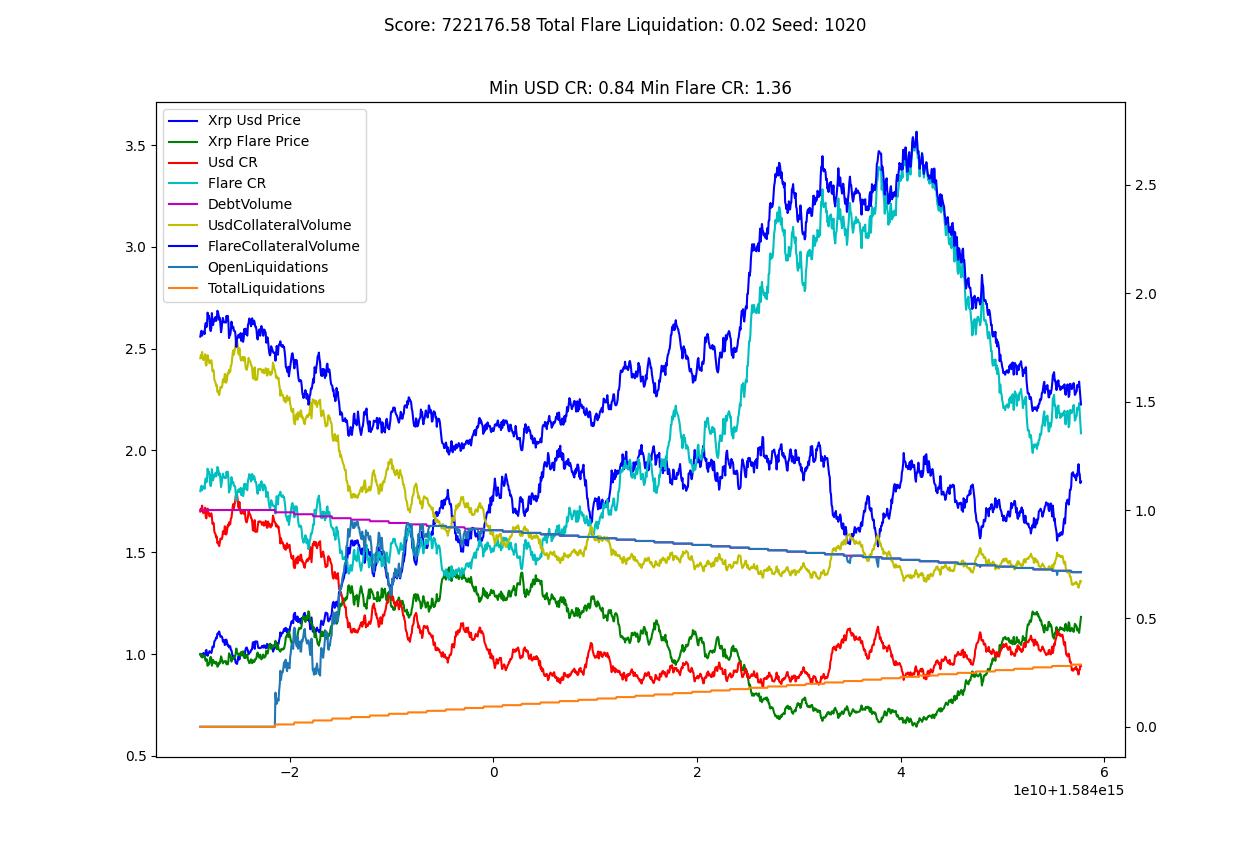 Score: 722176.58 Total Flare Liquidation: 0.02 Seed: 1020
Min USD CR: 0.84 Min Flare CR: 1.36
Xrp Usd Price
Xrp Flare Price
Usd CR
Flare CR
DebtVolume
UsdCollateralVolume
FlareCollateralVolume
OpenLiquidations
TotalLiquidations
3.5
3.0
2.5
2.0
1.5
1.0
0.5
2.5
2.0
1.5
1.0
0.5
0.0
−2 0 2 4 6
1e10+1.584e15